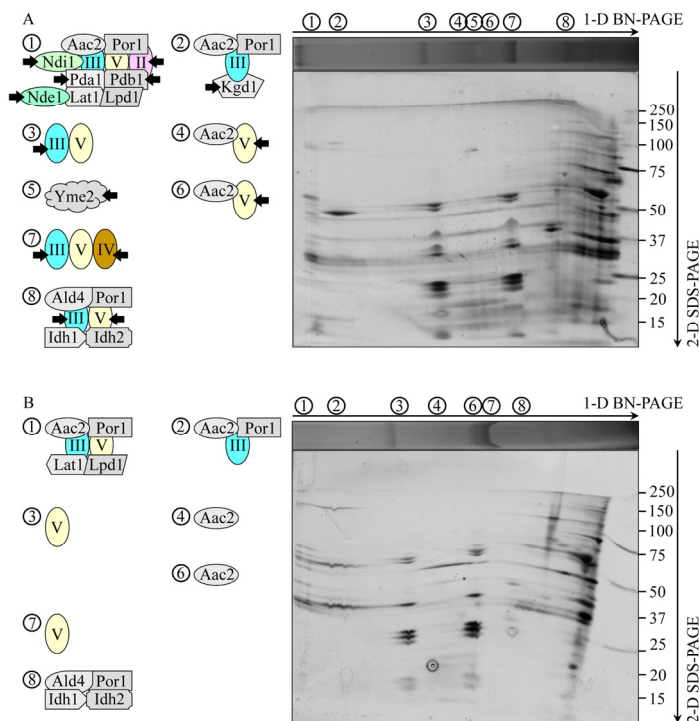 A
① Aac2 Por1
Ndi1 III V II
Pda1 Pdb1
Nde1 Lat1 Lpd1
② Aac2 Por1
III
Kgd1
③ III V
④ Aac2 V
⑤ Yme2
⑥ Aac2 V
⑦ III V IV
⑧ Ald4 Por1
III V
Idh1 Idh2
① ② ③ ④ ⑤ ⑥ ⑦ ⑧ 1-D BN-PAGE
250
150
100
75
50
37
25
20
15
2-D SDS-PAGE
B
① Aac2 Por1
III V
Lat1 Lpd1
② Aac2 Por1
III
③ V
④ Aac2
⑥ Aac2
⑦ V
⑧ Ald4 Por1
Idh1 Idh2
① ② ③ ④ ⑥ ⑦ ⑧ 1-D BN-PAGE
250
150
100
75
50
37
25
20
15
2-D SDS-PAGE